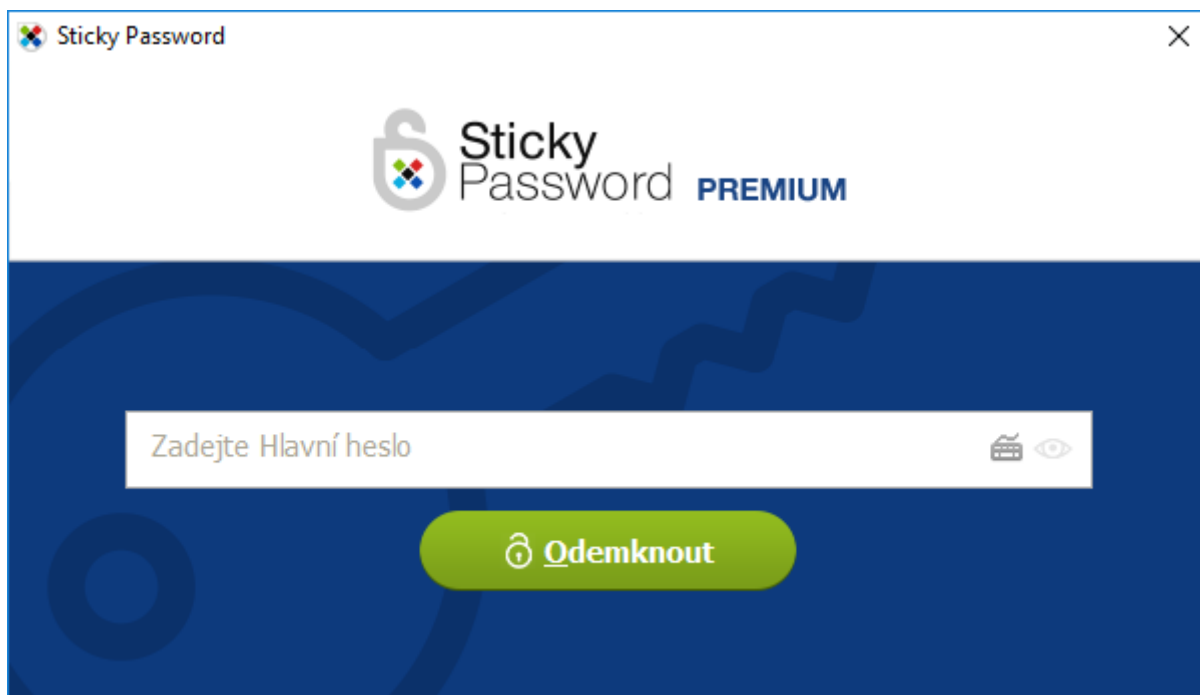 Sticky Password
Sticky
Password PREMIUM
Zadejte Hlavní heslo
Odemknout